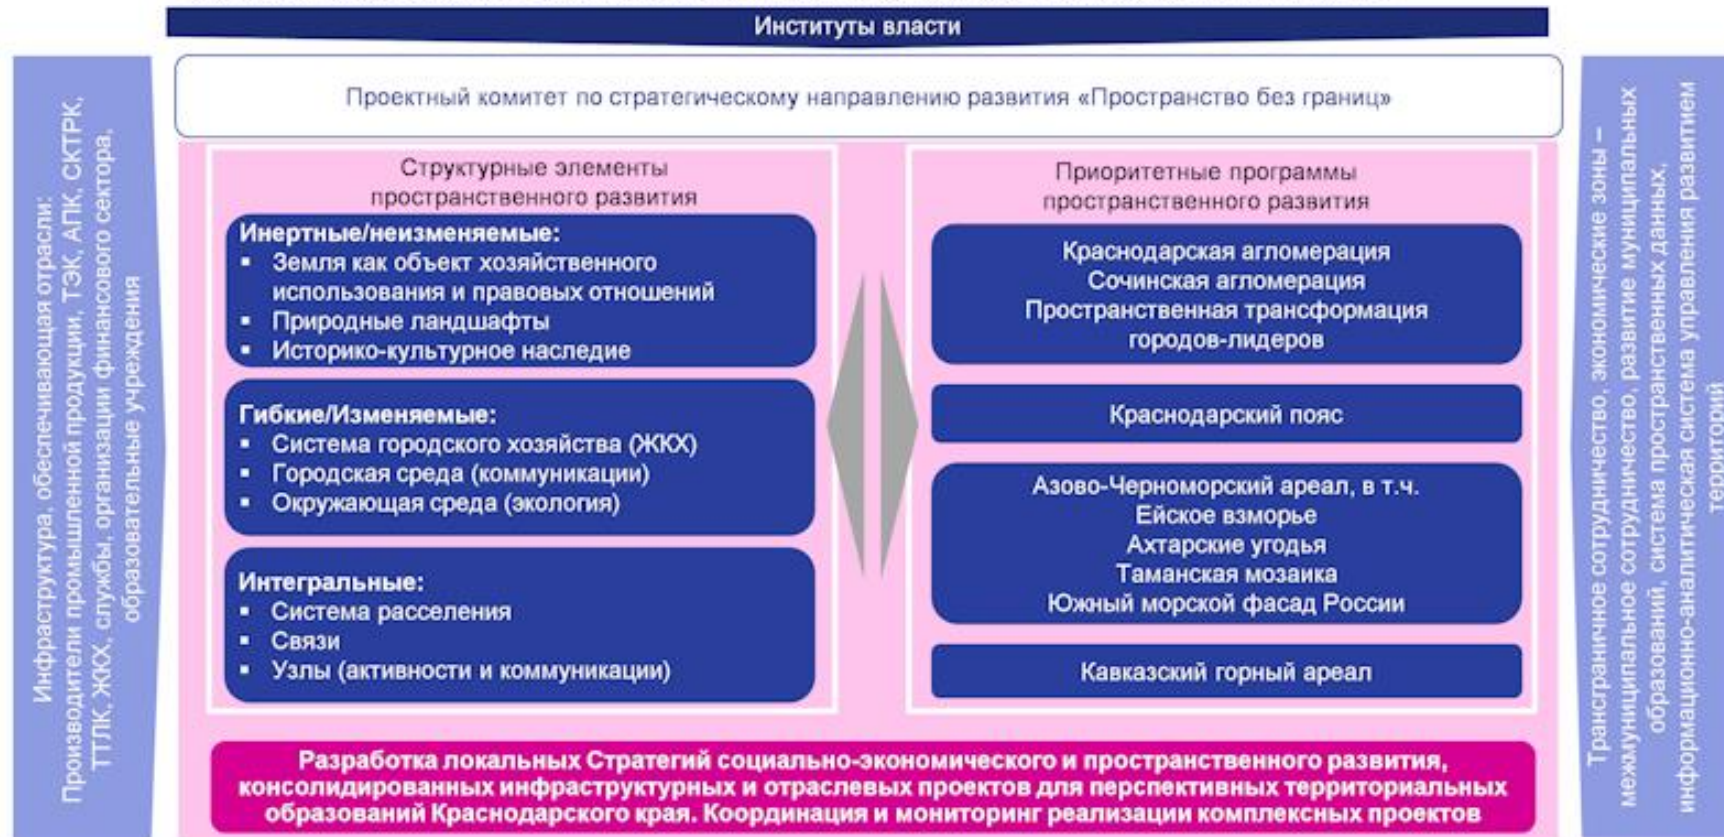 Институты власти
Проектный комитет по стратегическому направлению развития «Пространство без границ»
Инфраструктура, обеспечивающая отрасли:
Производители промышленной продукции, ТЭК, АПК, СКТРК,
ТТЛК, ЖКХ, службы, организации финансового сектора,
образовательные учреждения
Структурные элементы
пространственного развития
Инертные/неизменяемые:
▪ Земля как объект хозяйственного
использования и правовых отношений
▪ Природные ландшафты
▪ Историко-культурное наследие
Гибкие/Изменяемые:
▪ Система городского хозяйства (ЖКХ)
▪ Городская среда (коммуникации)
▪ Окружающая среда (экология)
Интегральные:
▪ Система расселения
▪ Связи
▪ Узлы (активности и коммуникации)
Приоритетные программы
пространственного развития
Краснодарская агломерация
Сочинская агломерация
Пространственная трансформация
городов-лидеров
Краснодарский пояс
Азово-Черноморский ареал, в т.ч.
Ейское взморье
Ахтарские угодья
Таманская мозаика
Южный морской фасад России
Кавказский горный ареал
Трансграничное сотрудничество, экономические зоны –
межмуниципальное сотрудничество, развитие муниципальных
образований, система пространственных данных,
информационно-аналитическая система управления развитием
территорий
Разработка локальных Стратегий социально-экономического и пространственного развития,
консолидированных инфраструктурных и отраслевых проектов для перспективных территориальных
образований Краснодарского края. Координация и мониторинг реализации комплексных проектов